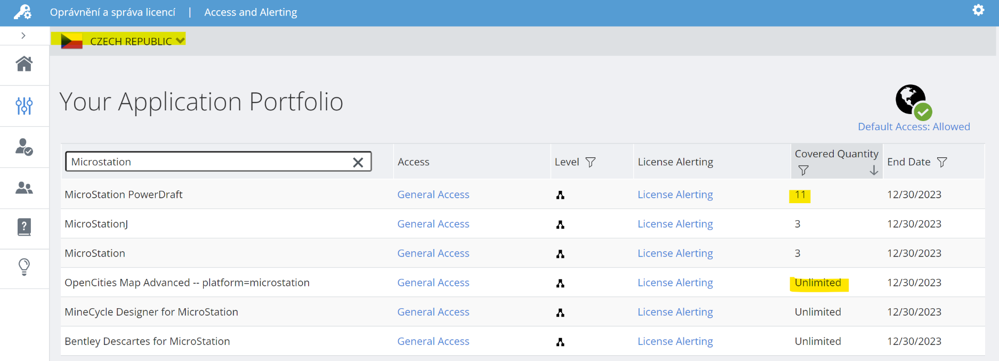 Oprávnění a správa licencí | Access and Alerting
CZECH REPUBLIC
Your Application Portfolio
Default Access: Allowed
Microstation Access Level License Alerting Covered Quantity End Date
MicroStation PowerDraft General Access License Alerting 11 12/30/2023
MicroStationJ General Access License Alerting 3 12/30/2023
MicroStation General Access License Alerting 3 12/30/2023
OpenCities Map Advanced -- platform=microstation General Access License Alerting Unlimited 12/30/2023
MineCycle Designer for MicroStation General Access License Alerting Unlimited 12/30/2023
Bentley Descartes for MicroStation General Access License Alerting Unlimited 12/30/2023